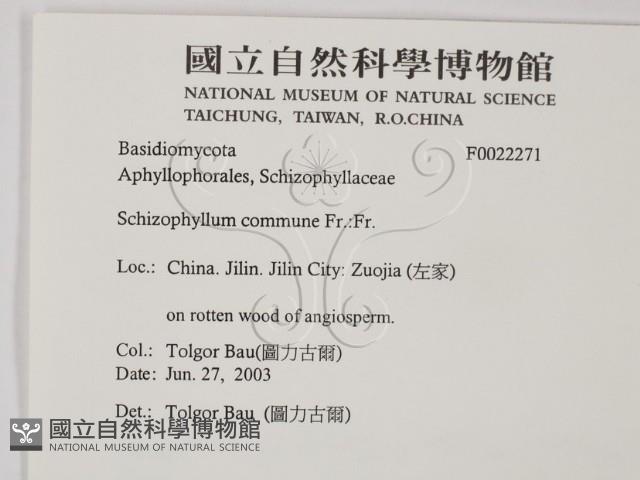 國立自然科學博物館
NATIONAL MUSEUM OF NATURAL SCIENCE
TAICHUNG, TAIWAN, R.O.CHINA
Basidiomycota F0022271
Aphyllophorales, Schizophyllaceae
Schizophyllum commune Fr.:Fr.
Loc.: China. Jilin. Jilin City: Zuojia (左家)
on rotten wood of angiosperm.
Col.: Tolgor Bau(圖力古爾)
Date: Jun. 27, 2003
Det.: Tolgor Bau (圖力古爾)
國立自然科學博物館
NATIONAL MUSEUM OF NATURAL SCIENCE